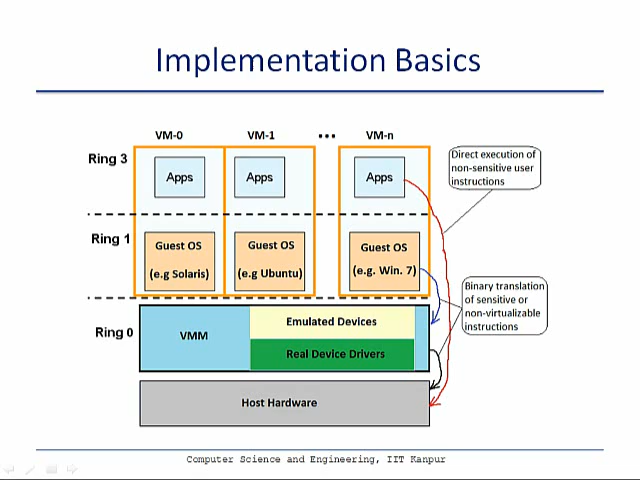 Implementation Basics
VM-0
VM-1
•••
VM-n
Ring 3
Apps
Apps
Apps
Direct execution of
non-sensitive user
instructions
Ring 1
Guest OS
(e.g Solaris)
Guest OS
(e.g Ubuntu)
Guest OS
(e.g. Win. 7)
Binary translation
of sensitive or
non-virtualizable
instructions
Ring 0
VMM
Emulated Devices
Real Device Drivers
Host Hardware
Computer Science and Engineering, IIT Kanpur